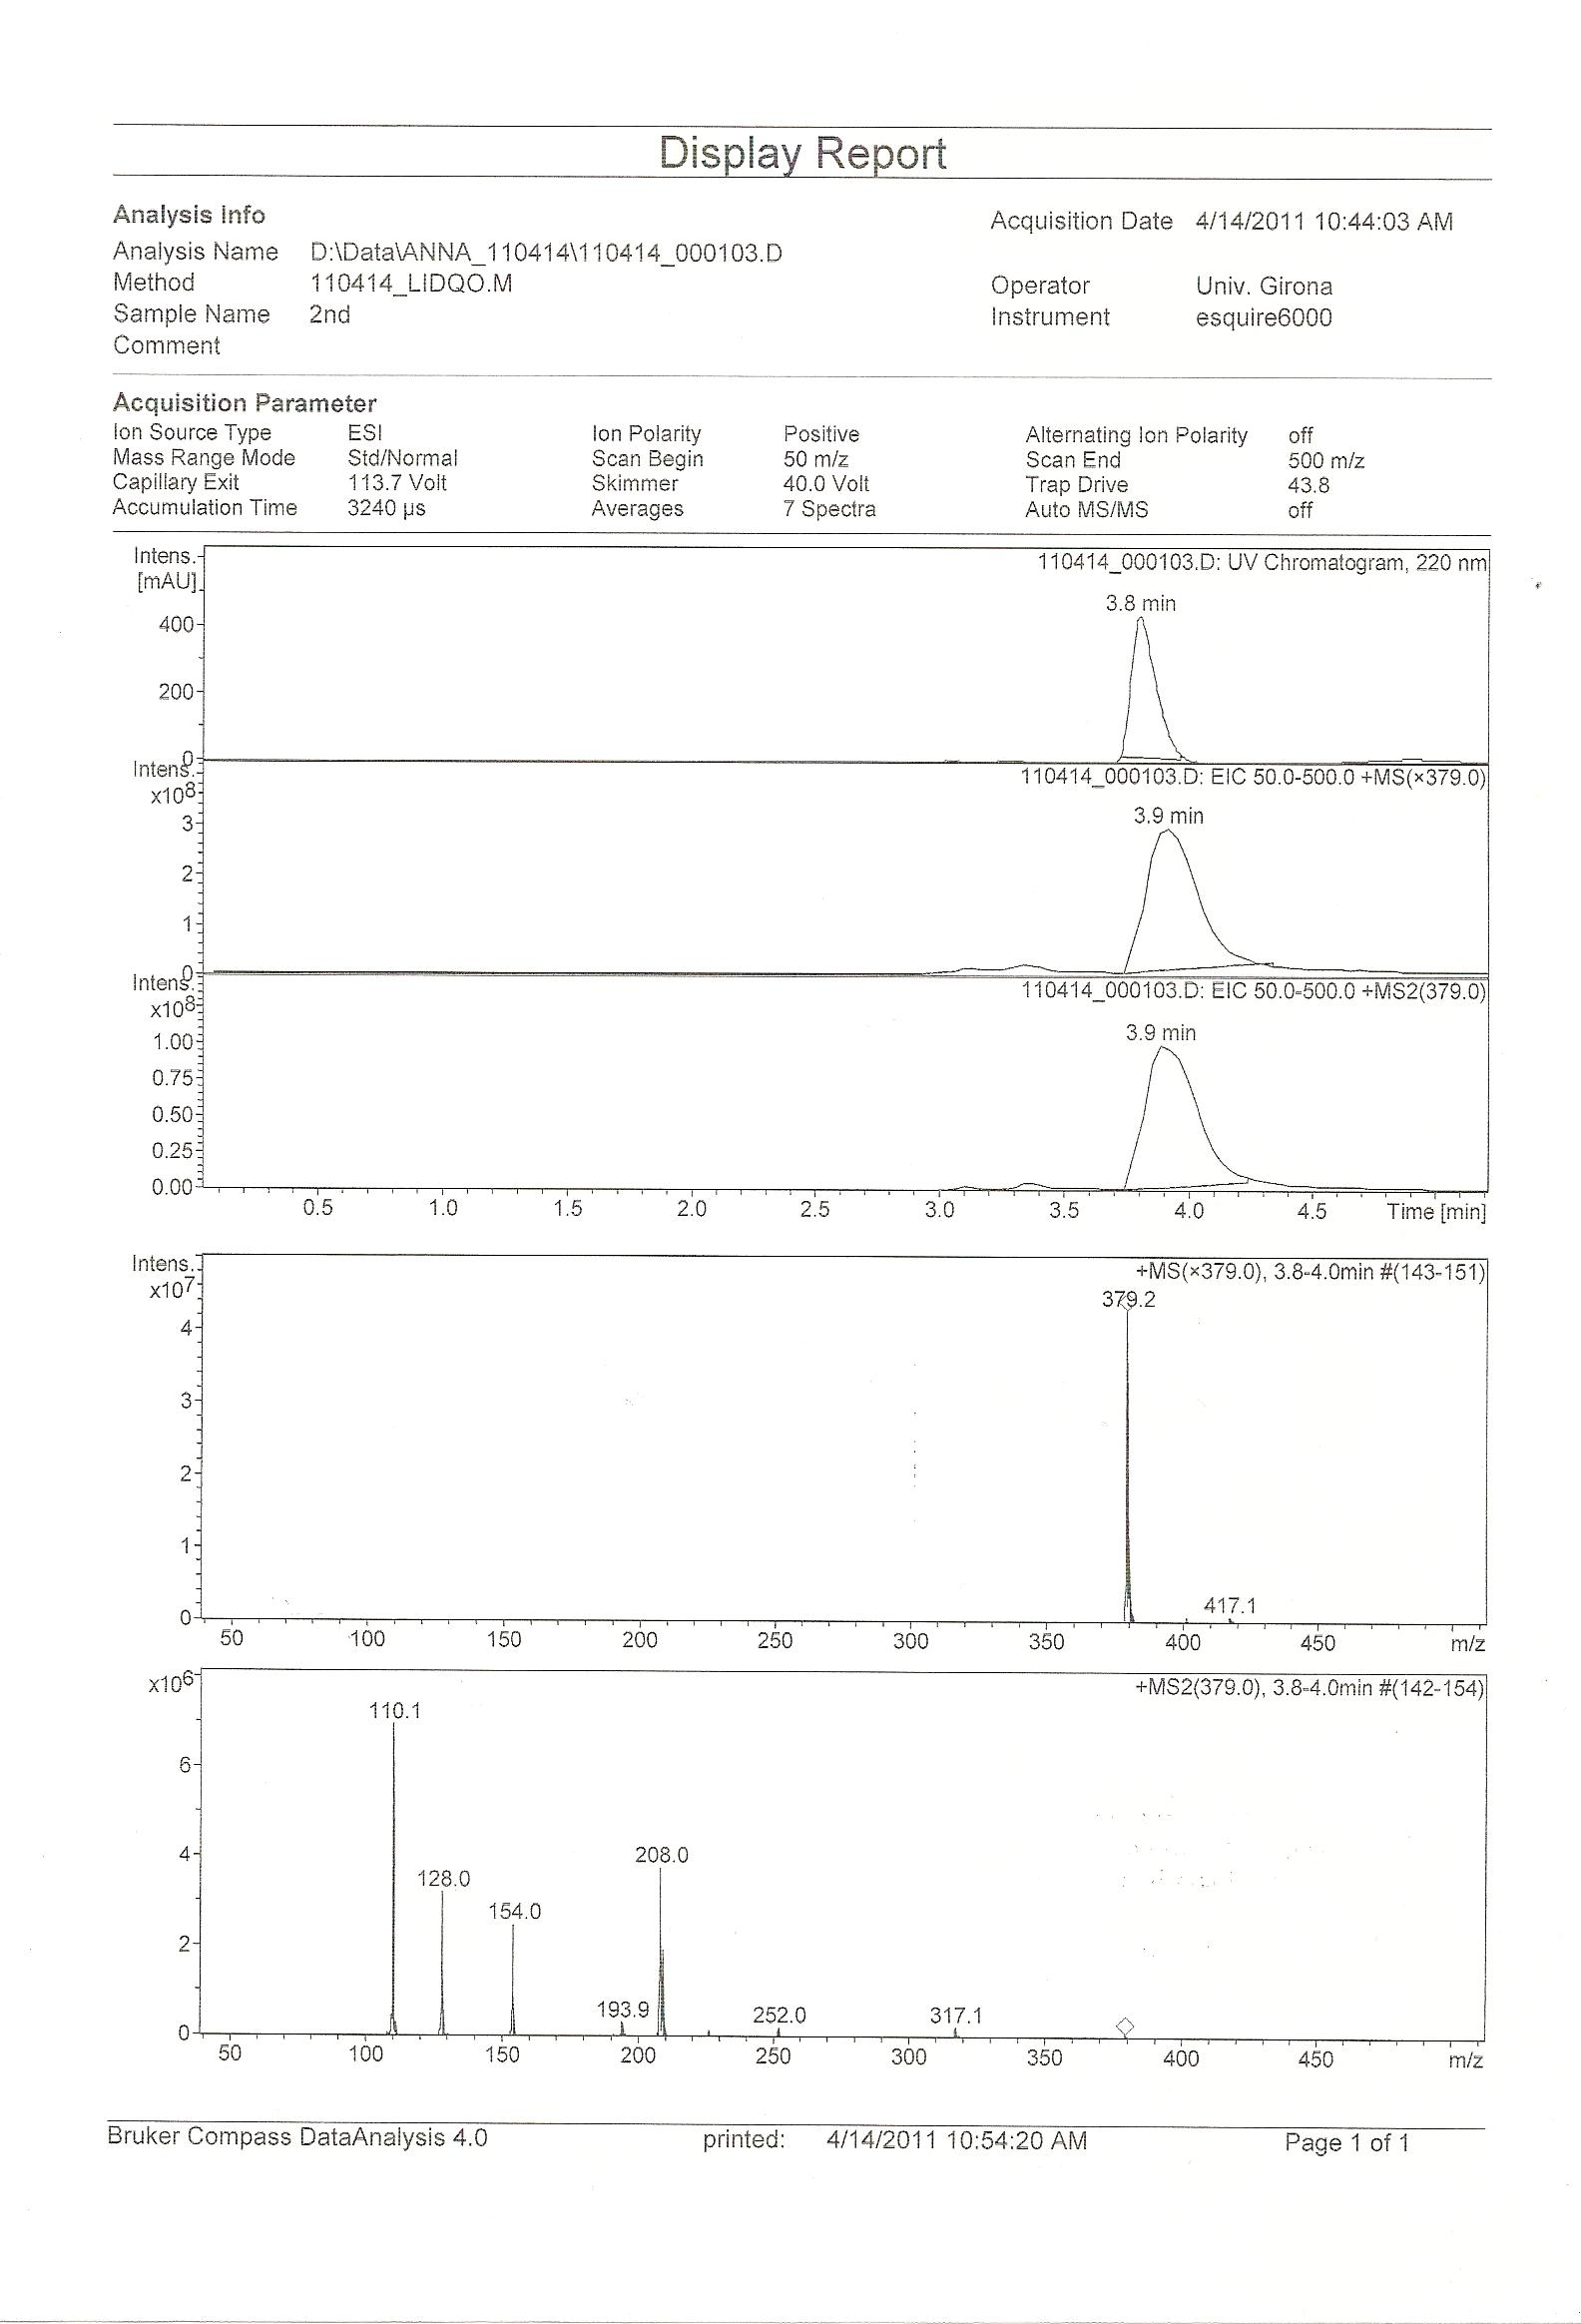 Display Report
Analysis Info
Acquisition Date 4/14/2011 10:44:03 AM
Analysis Name D:\Data\ANNA_110414\110414_000103.D
Method 110414_LIDQO.M
Operator Univ. Girona
Sample Name 2nd
Instrument esquire6000
Comment
Acquisition Parameter
Ion Source Type ESI Ion Polarity Positive Alternating Ion Polarity off
Mass Range Mode Std/Normal Scan Begin 50 m/z Scan End 500 m/z
Capillary Exit 113.7 Volt Skimmer 40.0 Volt Trap Drive 43.8
Accumulation Time 3240 µs Averages 7 Spectra Auto MS/MS off
Intens.
[mAU]
110414_000103.D: UV Chromatogram, 220 nm
3.8 min
400
200
0
Intens.
x108
110414_000103.D: EIC 50.0-500.0 +MS(×379.0)
3.9 min
3
2
1
0
Intens.
x108
110414_000103.D: EIC 50.0-500.0 +MS2(379.0)
3.9 min
1.00
0.75
0.50
0.25
0.00
0.5 1.0 1.5 2.0 2.5 3.0 3.5 4.0 4.5 Time [min]
Intens.
x107
+MS(×379.0), 3.8-4.0min #(143-151)
379.2
4
3
2
1
417.1
0
50 100 150 200 250 300 350 400 450 m/z
x106
+MS2(379.0), 3.8-4.0min #(142-154)
110.1
6
4
208.0
128.0
154.0
2
193.9 252.0 317.1
0
50 100 150 200 250 300 350 400 450 m/z
Bruker Compass DataAnalysis 4.0 printed: 4/14/2011 10:54:20 AM Page 1 of 1